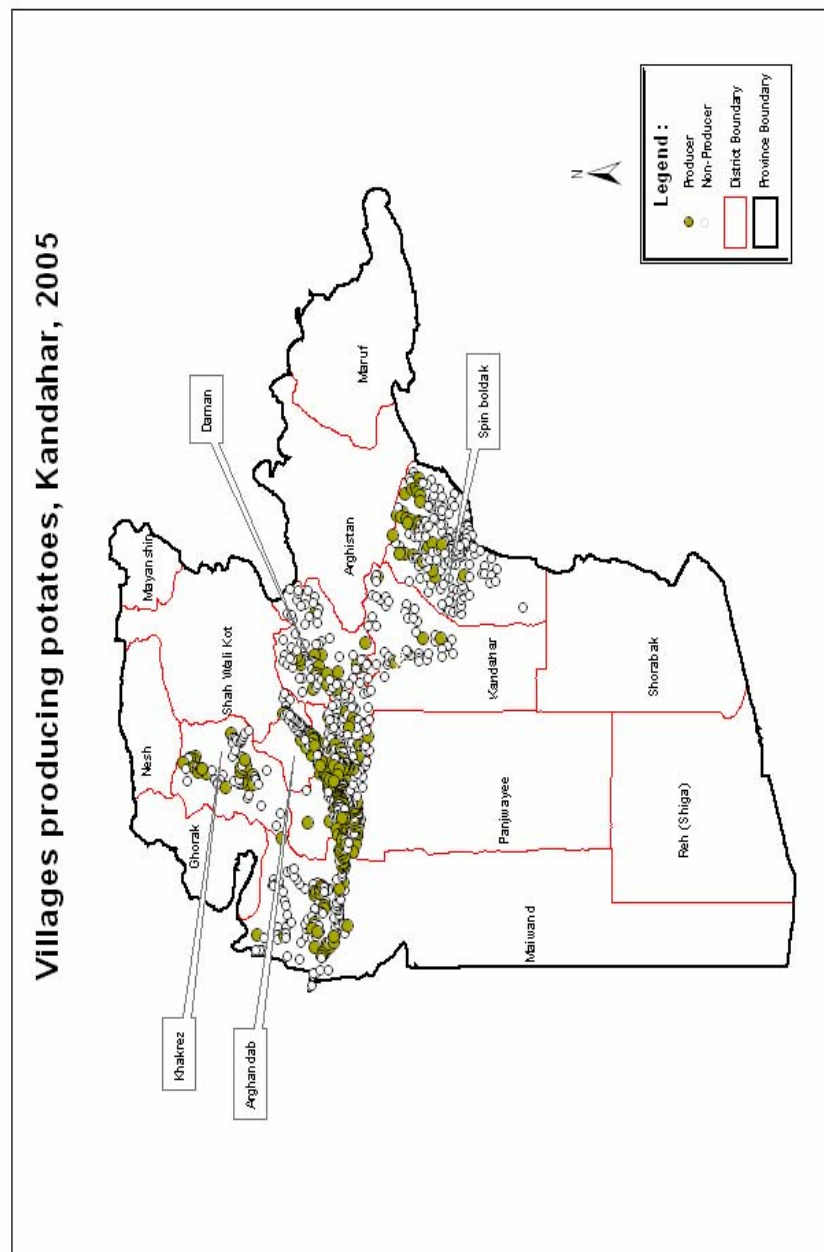 Villages producing potatoes, Kandahar, 2005
Mayanshin
Nesh
Shah Wali Kot
Ghorak
Khakrez
Arghandab
Daman
Maruf
Arghistan
Spin boldak
Kandahar
Panjwayee
Maiwand
Shorabak
Reh (Shiga)
N
Legend :
Producer
Non-Producer
District Boundary
Province Boundary